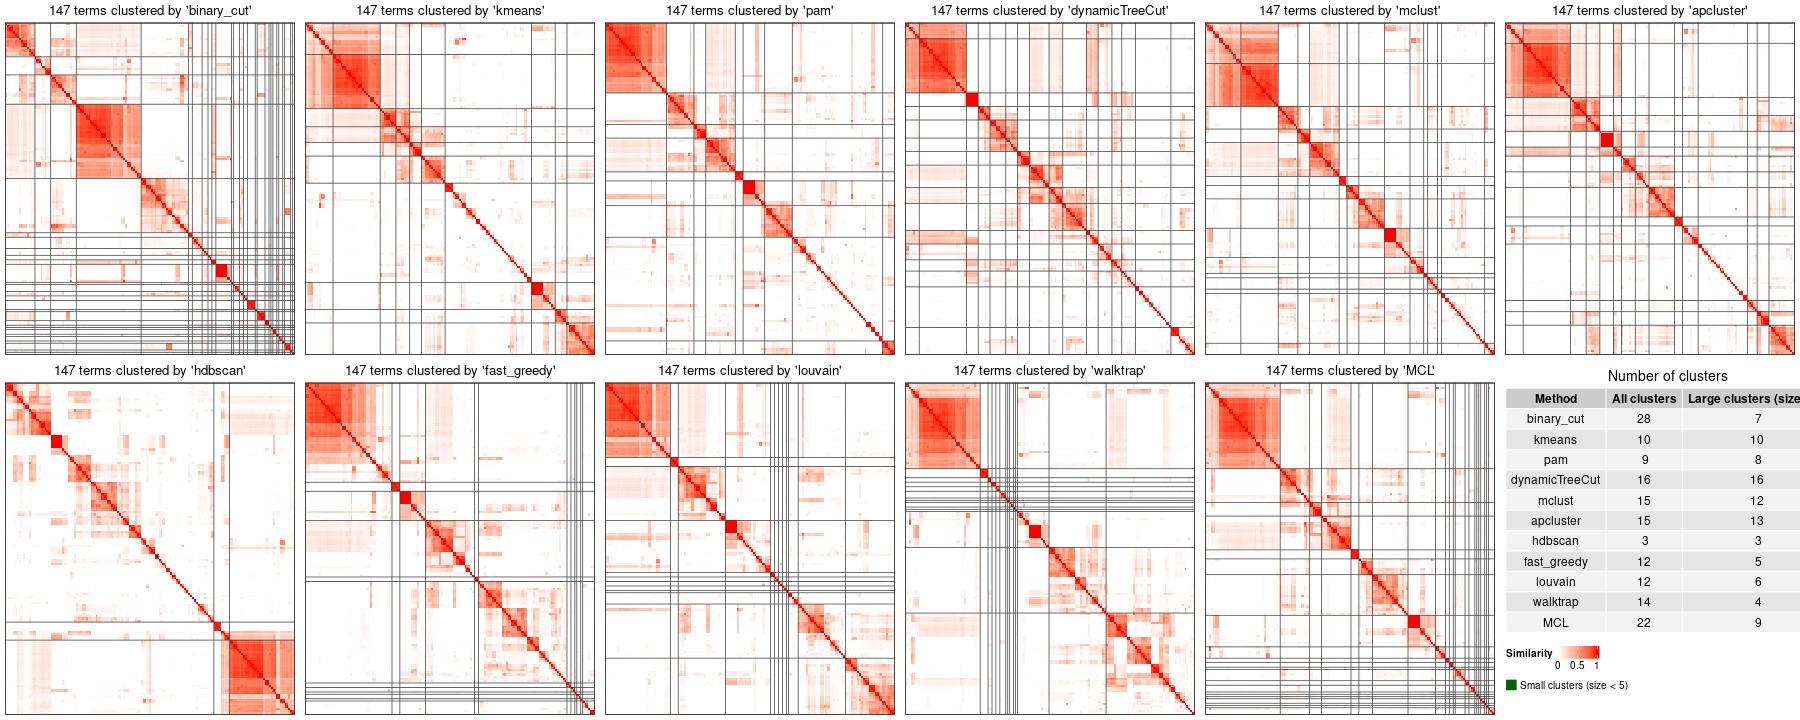 147 terms clustered by 'binary_cut'
147 terms clustered by 'kmeans'
147 terms clustered by 'pam'
147 terms clustered by 'dynamicTreeCut'
147 terms clustered by 'mclust'
147 terms clustered by 'apcluster'
147 terms clustered by 'hdbscan'
147 terms clustered by 'fast_greedy'
147 terms clustered by 'louvain'
147 terms clustered by 'walktrap'
147 terms clustered by 'MCL'
Number of clusters
Method All clusters Large clusters (size
binary_cut 28 7
kmeans 10 10
pam 9 8
dynamicTreeCut 16 16
mclust 15 12
apcluster 15 13
hdbscan 3 3
fast_greedy 12 5
louvain 12 6
walktrap 14 4
MCL 22 9
Similarity
0 0.5 1
Small clusters (size < 5)